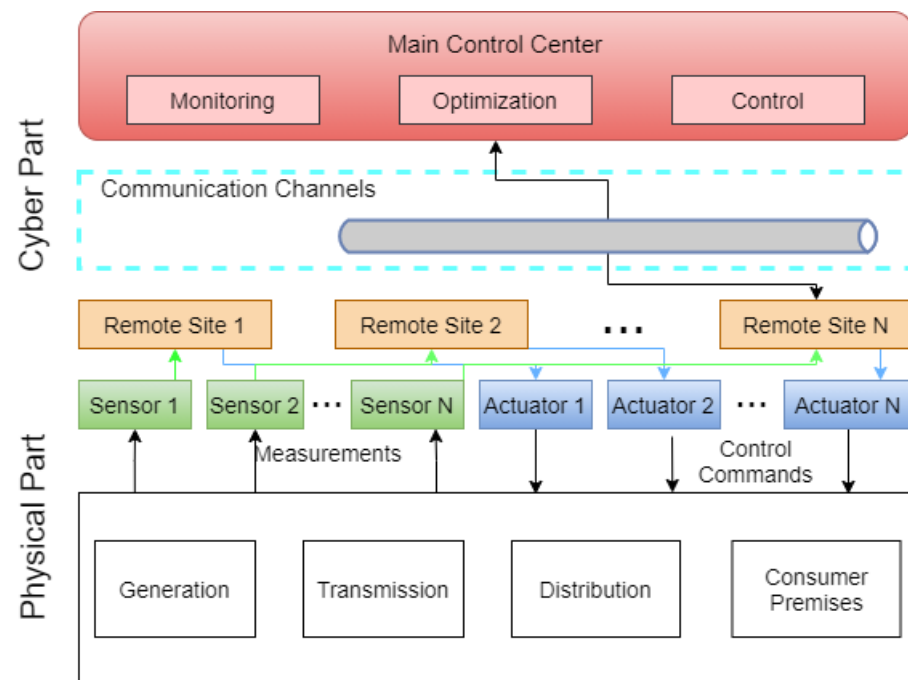 Main Control Center
Monitoring
Optimization
Control
Cyber Part
Communication Channels
Remote Site 1
Remote Site 2
...
Remote Site N
Sensor 1
Sensor 2
...
Sensor N
Actuator 1
Actuator 2
...
Actuator N
Measurements
Control
Commands
Physical Part
Generation
Transmission
Distribution
Consumer
Premises